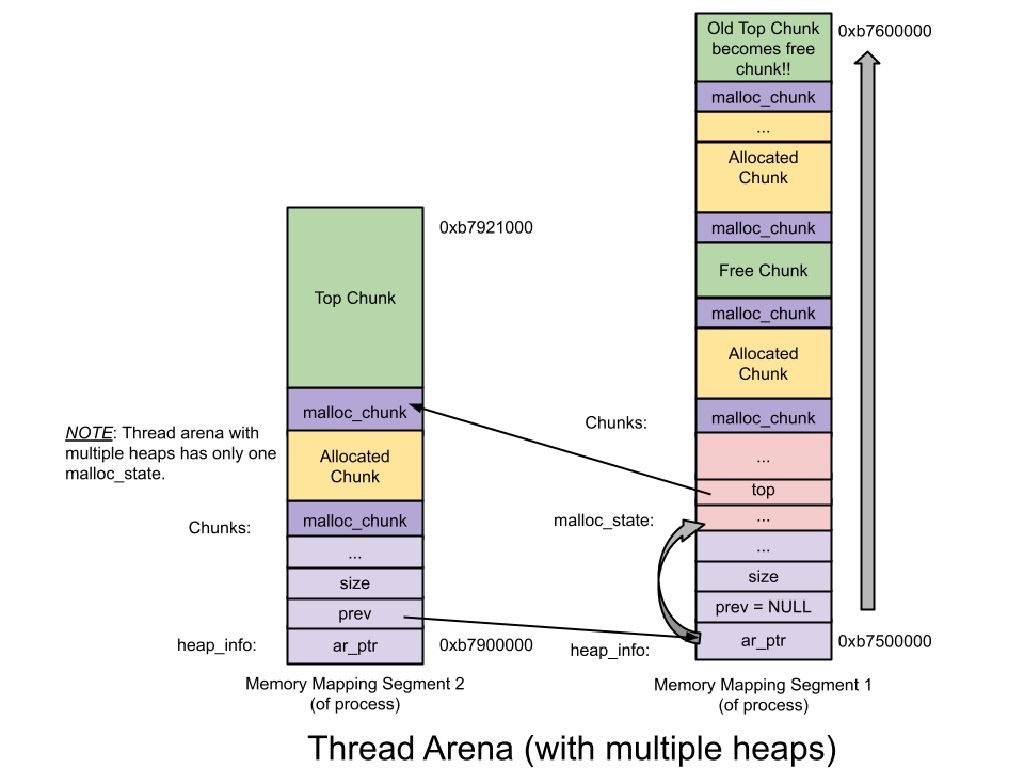 Old Top Chunk
becomes free
chunk!!
0xb7600000
malloc_chunk
...
Allocated
Chunk
malloc_chunk
Free Chunk
malloc_chunk
Allocated
Chunk
malloc_chunk
Chunks:
...
top
malloc_state:
...
...
size
prev = NULL
heap_info:
ar_ptr
0xb7500000
Memory Mapping Segment 1
(of process)
0xb7921000
Top Chunk
malloc_chunk
NOTE: Thread arena with
multiple heaps has only one
malloc_state.
Allocated
Chunk
Chunks:
malloc_chunk
...
size
prev
heap_info:
ar_ptr
0xb7900000
Memory Mapping Segment 2
(of process)
Thread Arena (with multiple heaps)